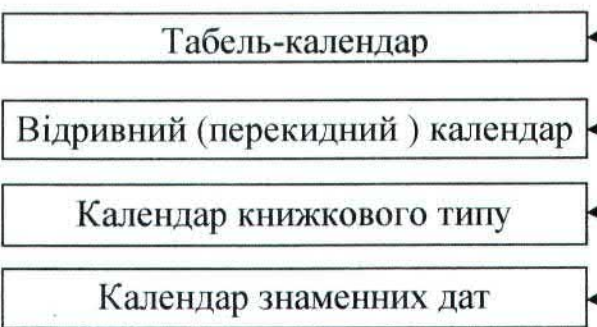 Табель-календар
Відривний (перекидний ) календар
Календар книжкового типу
Календар знаменних дат